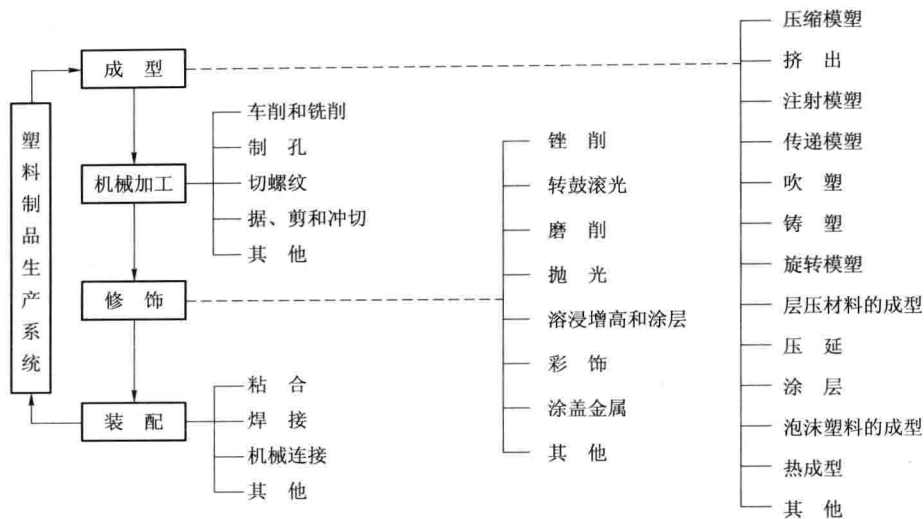 塑料制品生产系统
成 型
机械加工
修 饰
装 配
车削和铣削
制 孔
切螺纹
据、剪和冲切
其 他
粘 合
焊 接
机械连接
其 他
锉 削
转鼓滚光
磨 削
抛 光
溶浸增高和涂层
彩 饰
涂盖金属
其 他
压缩模塑
挤 出
注射模塑
传递模塑
吹 塑
铸 塑
旋转模塑
层压材料的成型
压 延
涂 层
泡沫塑料的成型
热成型
其 他